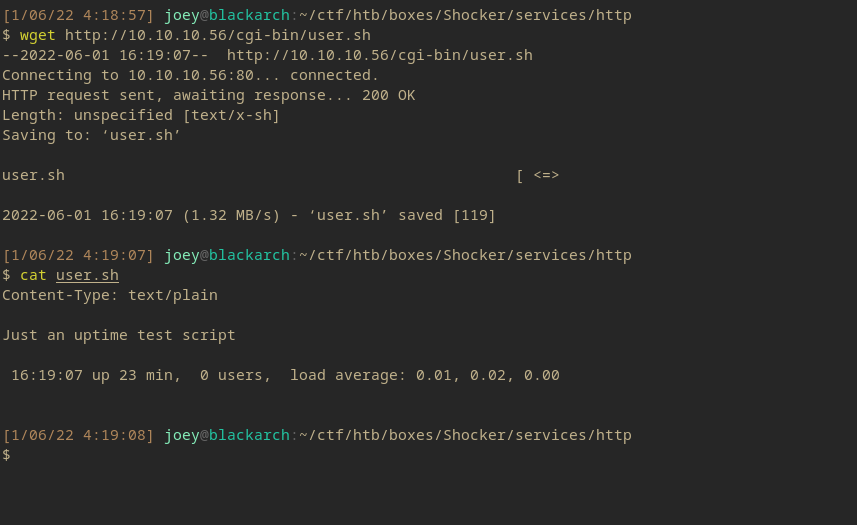 [1/06/22 4:18:57] joey@blackarch:~/ctf/htb/boxes/Shocker/services/http
$ wget http://10.10.10.56/cgi-bin/user.sh
--2022-06-01 16:19:07--  http://10.10.10.56/cgi-bin/user.sh
Connecting to 10.10.10.56:80... connected.
HTTP request sent, awaiting response... 200 OK
Length: unspecified [text/x-sh]
Saving to: ‘user.sh’
user.sh                                                  [ <=>
2022-06-01 16:19:07 (1.32 MB/s) - ‘user.sh’ saved [119]
[1/06/22 4:19:07] joey@blackarch:~/ctf/htb/boxes/Shocker/services/http
$ cat user.sh
Content-Type: text/plain
Just an uptime test script
 16:19:07 up 23 min,  0 users,  load average: 0.01, 0.02, 0.00
[1/06/22 4:19:08] joey@blackarch:~/ctf/htb/boxes/Shocker/services/http
$